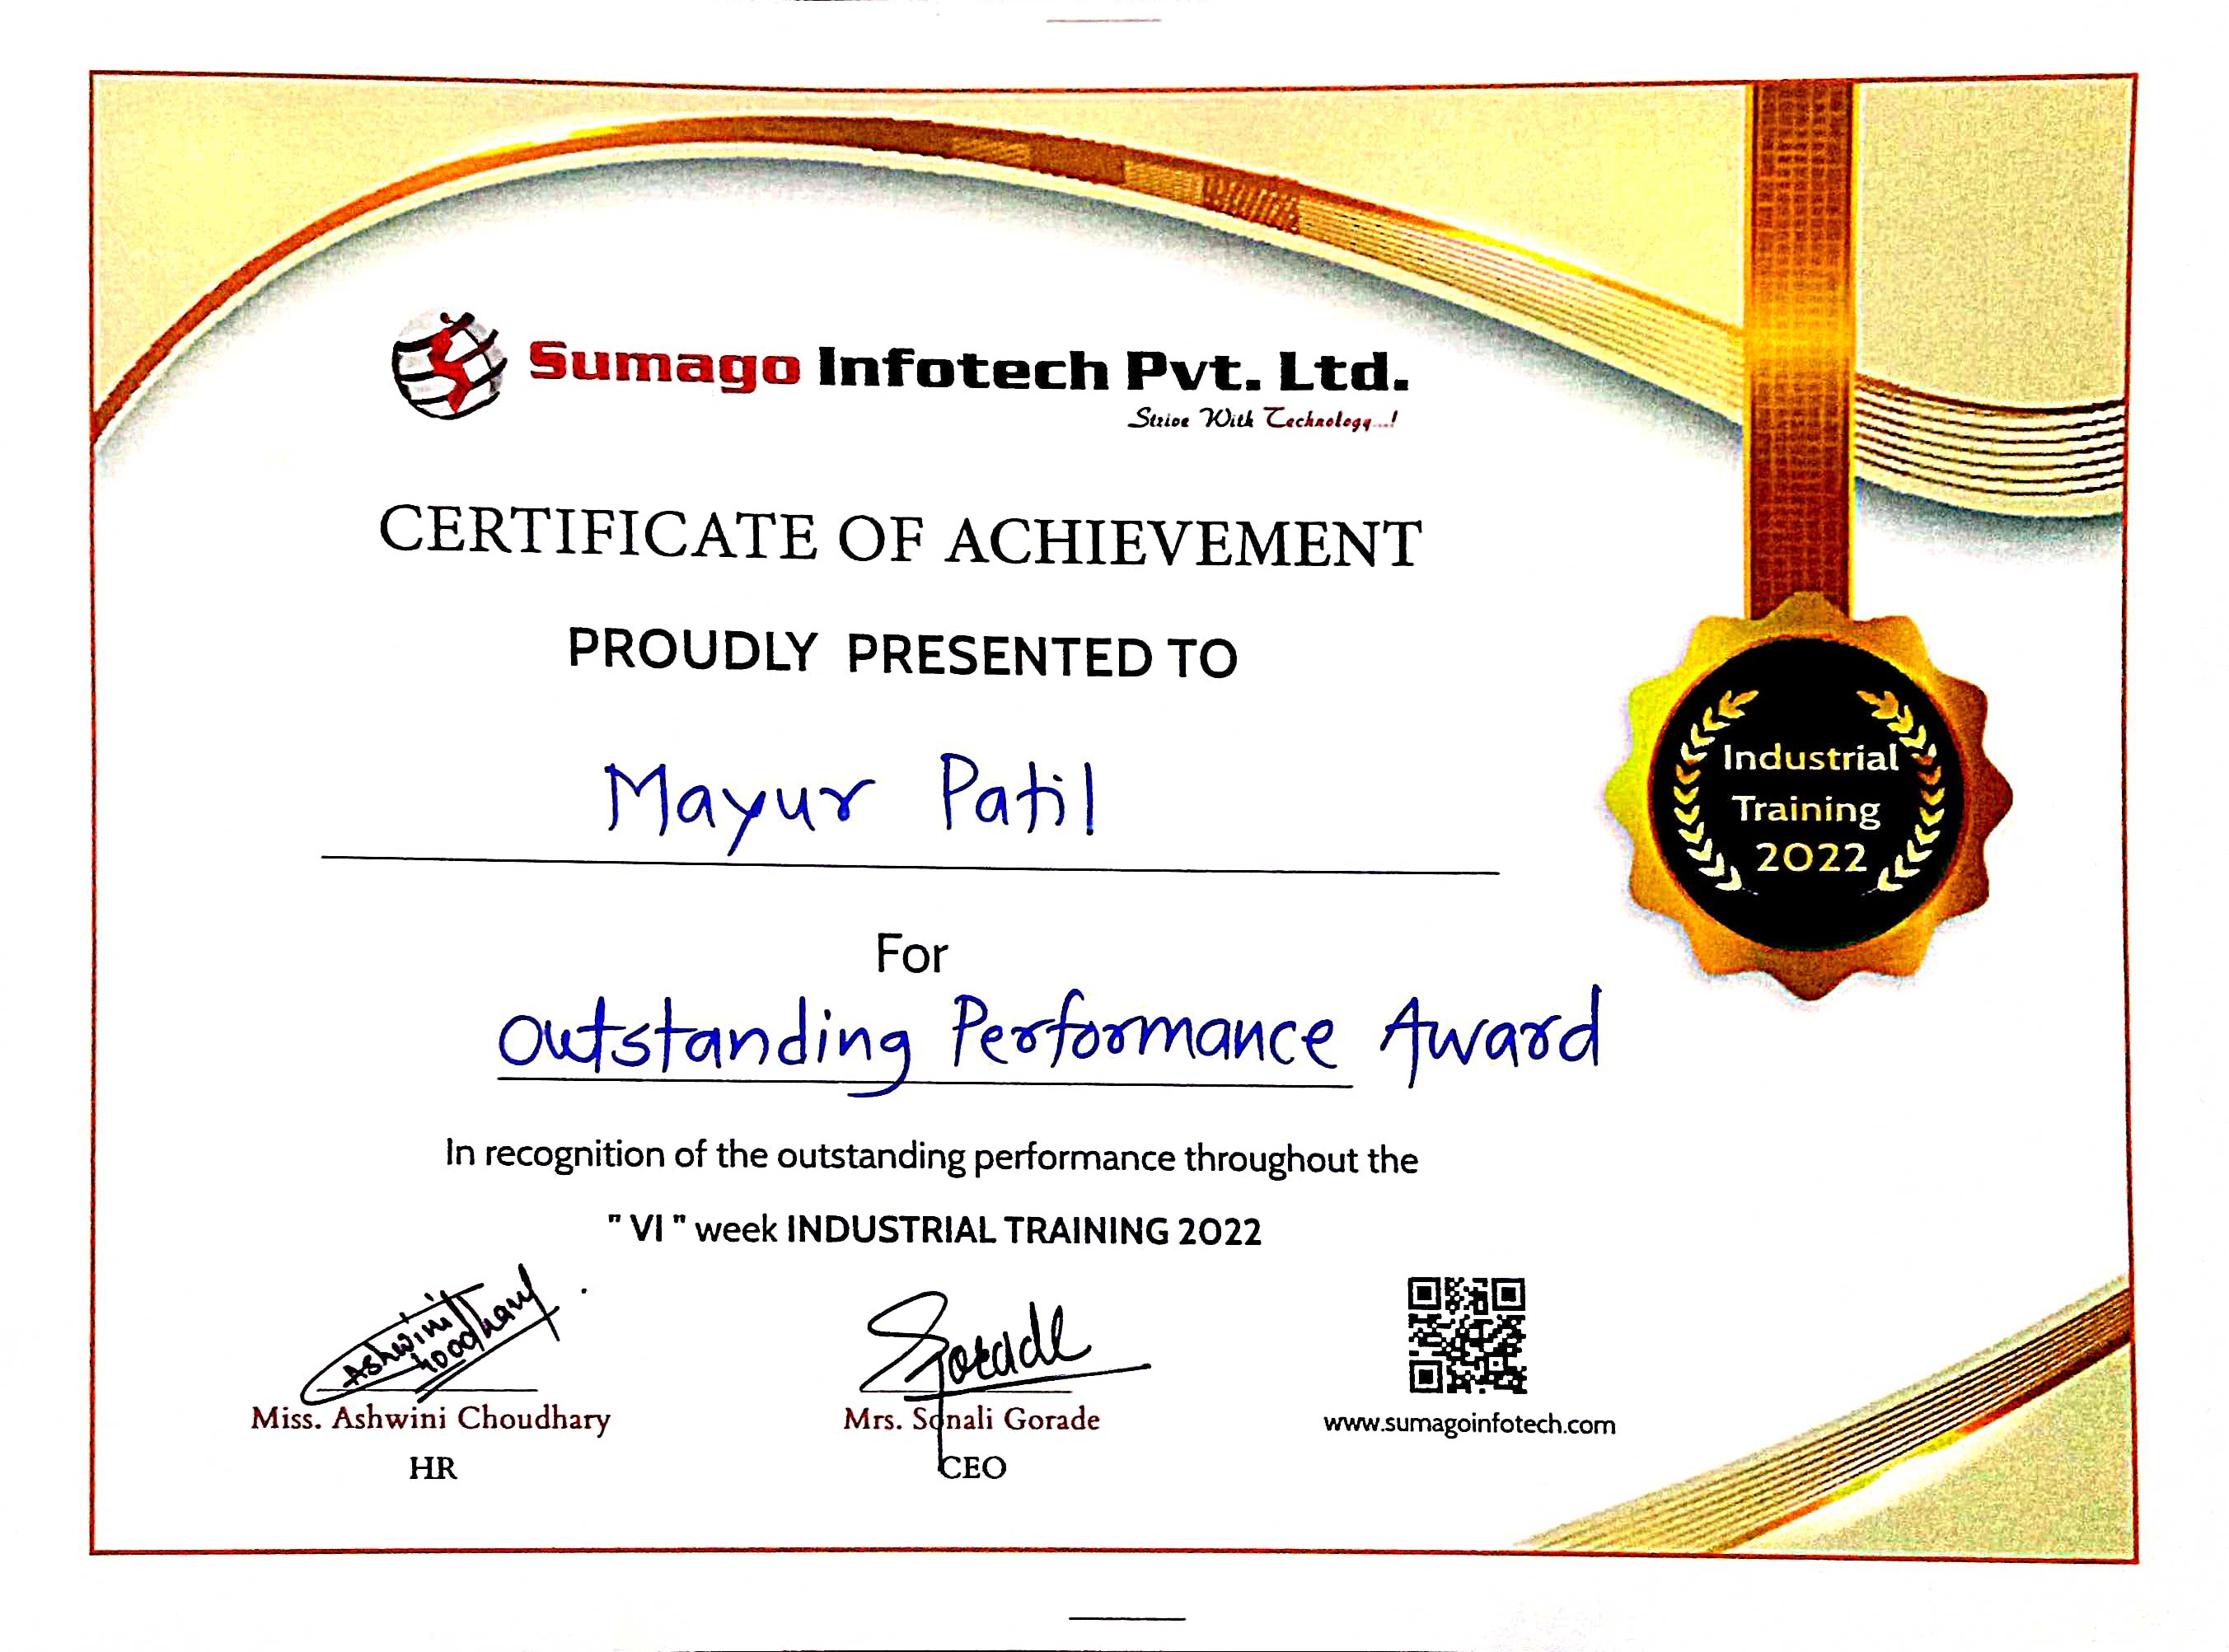 Sumago Infotech Pvt. Ltd.
Strive With Technology...!
CERTIFICATE OF ACHIEVEMENT
PROUDLY PRESENTED TO
Mayur Patil
For
Outstanding Performance Award
In recognition of the outstanding performance throughout the
" VI " week INDUSTRIAL TRAINING 2022
Industrial
Training
2022
Ashwini
Choodhary
Gorade
Miss. Ashwini Choudhary
HR
Mrs. Sonali Gorade
CEO
www.sumagoinfotech.com